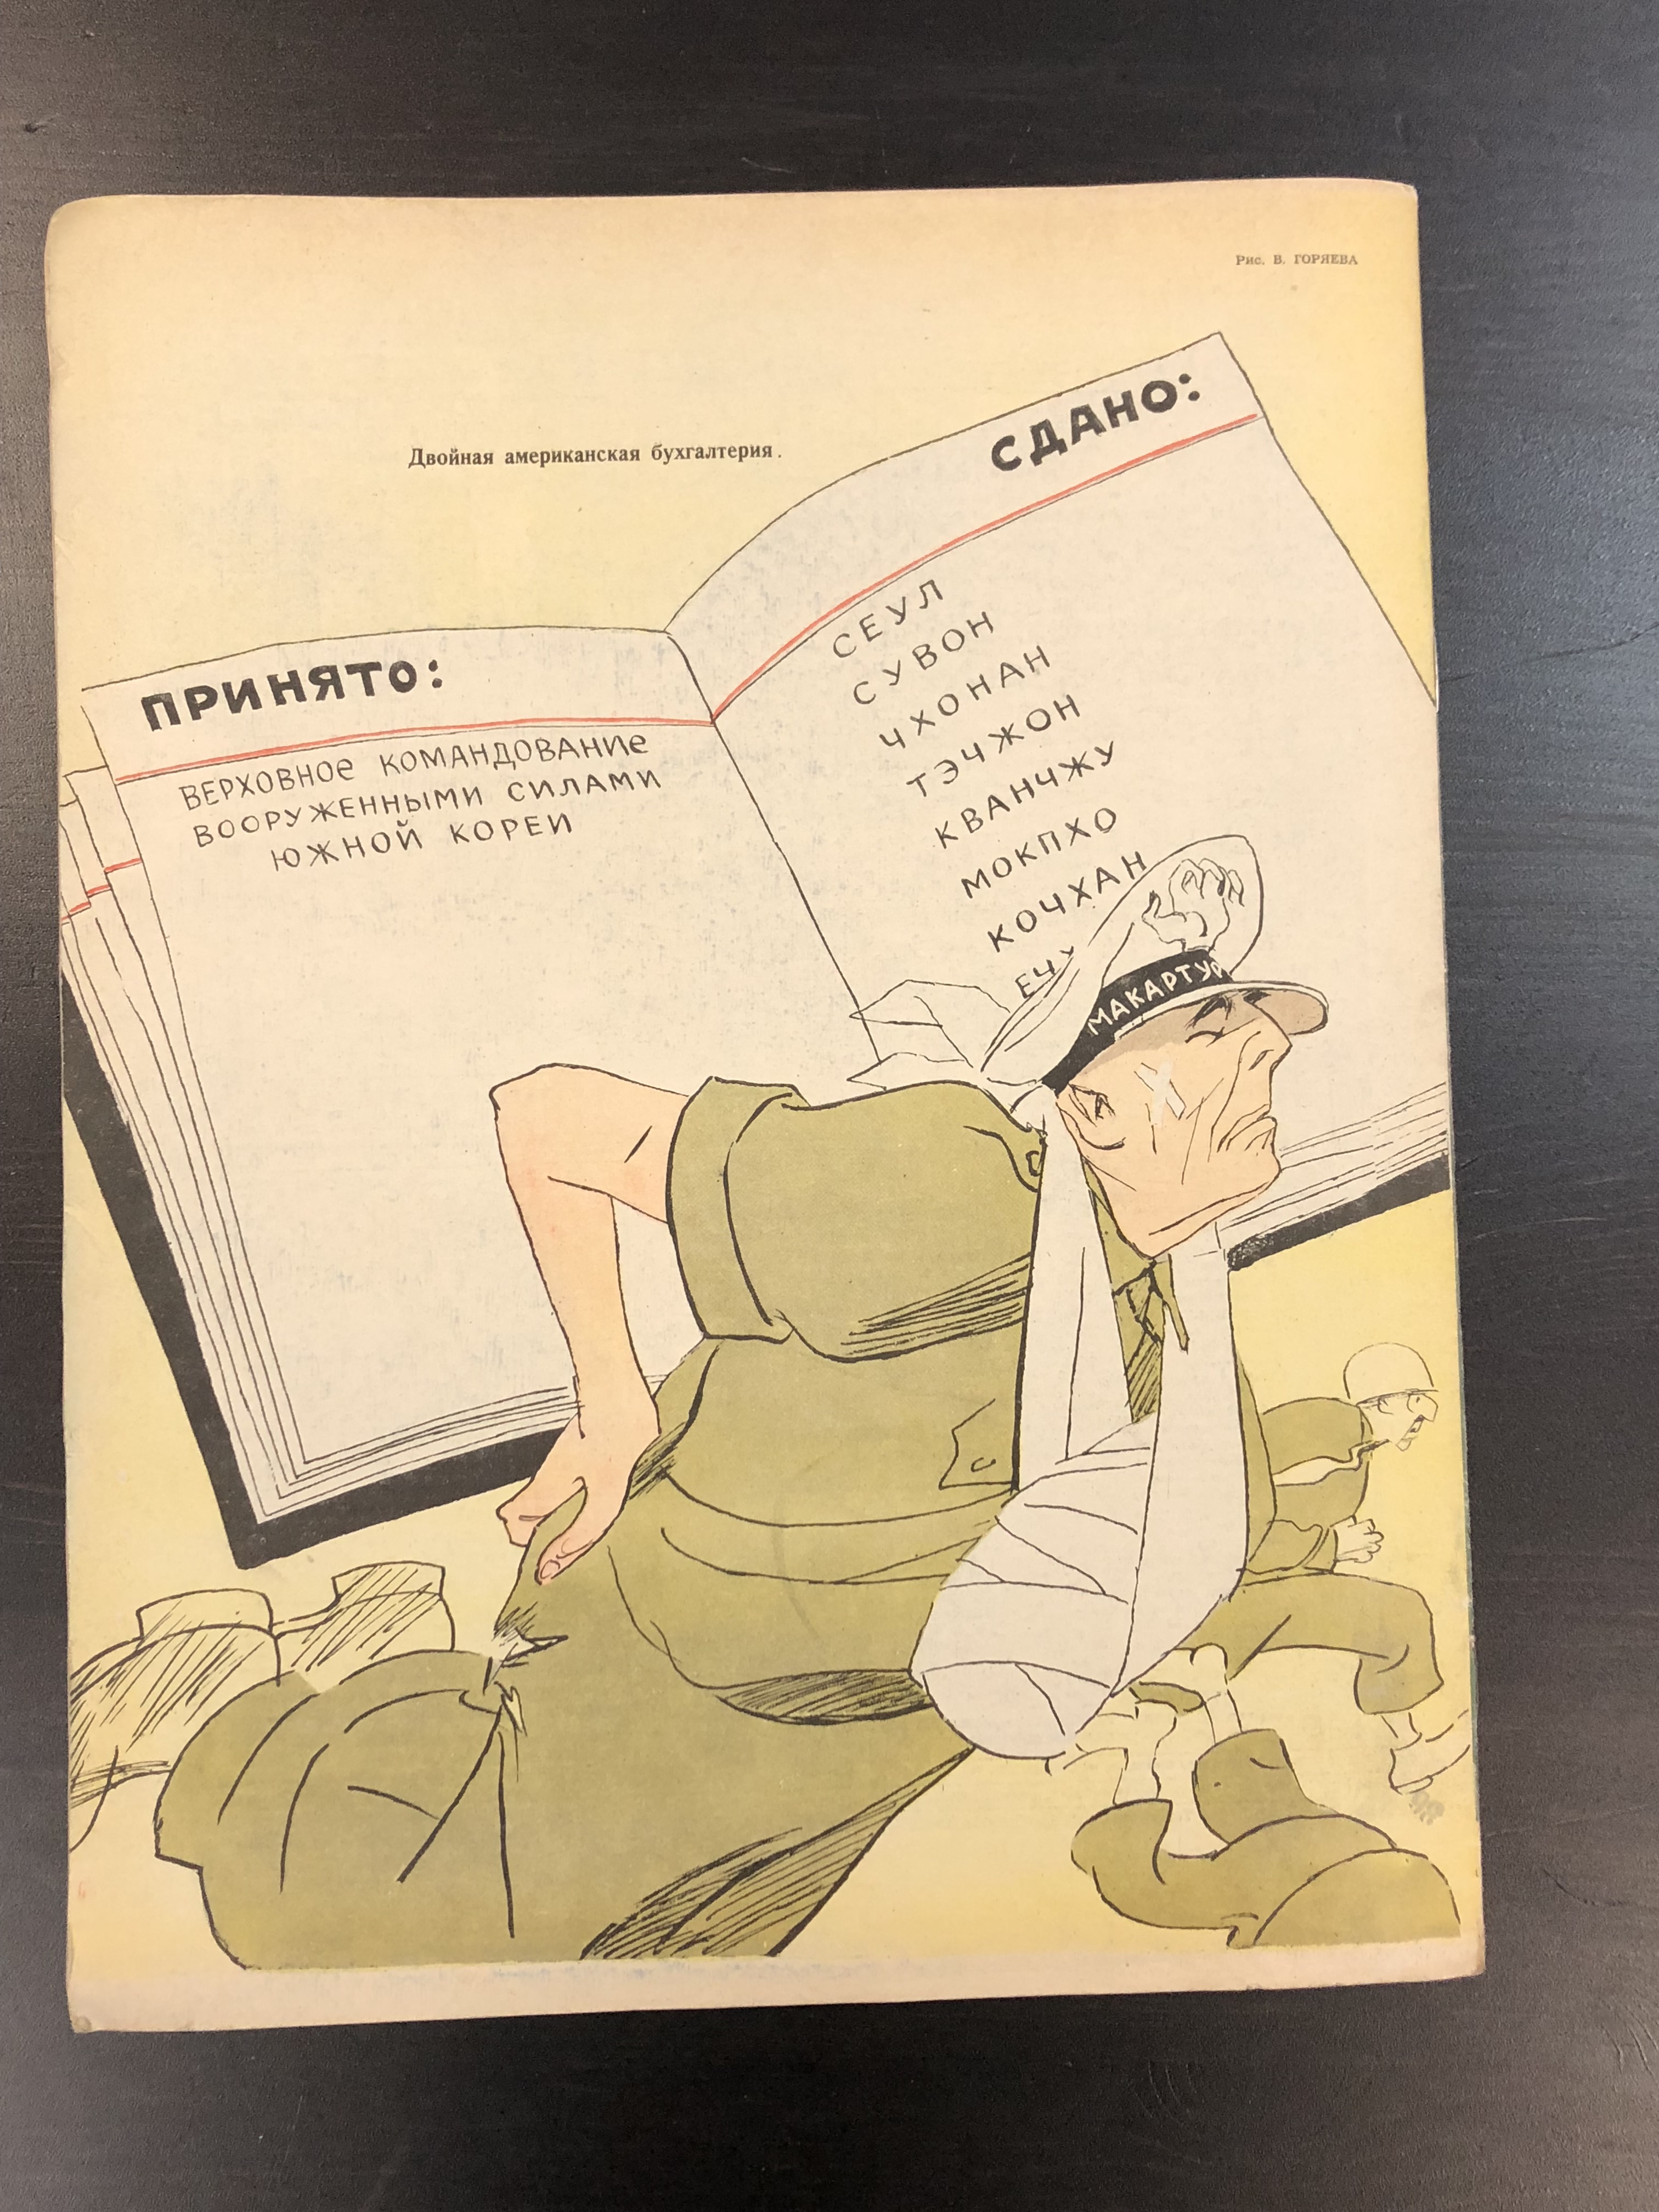 Рис. В. ГОРЯЕВА
Двойная американская бухгалтерия.
ПРИНЯТО:
ВЕРХОВНОЕ КОМАНДОВАНИЕ
ВООРУЖЕННЫМИ СИЛАМИ
ЮЖНОЙ КОРЕИ
СДАНО:
СЕУЛ
СУВОН
ЧХОНАН
ТЭЧЖОН
КВАНЧЖУ
МОКПХО
КОЧХАН
МАКАРТУР